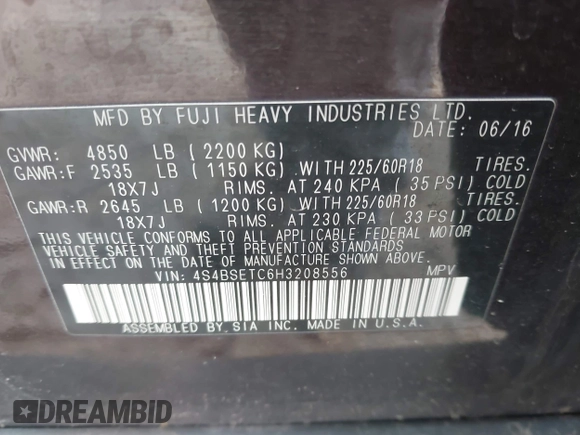 MFD BY FUJI HEAVY INDUSTRIES LTD.
DATE: 06/16
GVWR: 4850 LB (2200 KG)
GAWR:F 2535 LB (1150 KG) WITH 225/60R18 TIRES.
18X7J RIMS. AT 240 KPA (35 PSI) COLD
GAWR:R 2645 LB (1200 KG) WITH 225/60R18 TIRES.
18X7J RIMS. AT 230 KPA (33 PSI) COLD
THIS VEHICLE CONFORMS TO ALL APPLICABLE FEDERAL MOTOR
VEHICLE SAFETY AND THEFT PREVENTION STANDARDS
IN EFFECT ON THE DATE OF MANUFACTURE SHOWN ABOVE.
VIN: 4S4BSETC6H3208556 MPV
ASSEMBLED BY SIA INC. MADE IN U.S.A.
DREAMBID